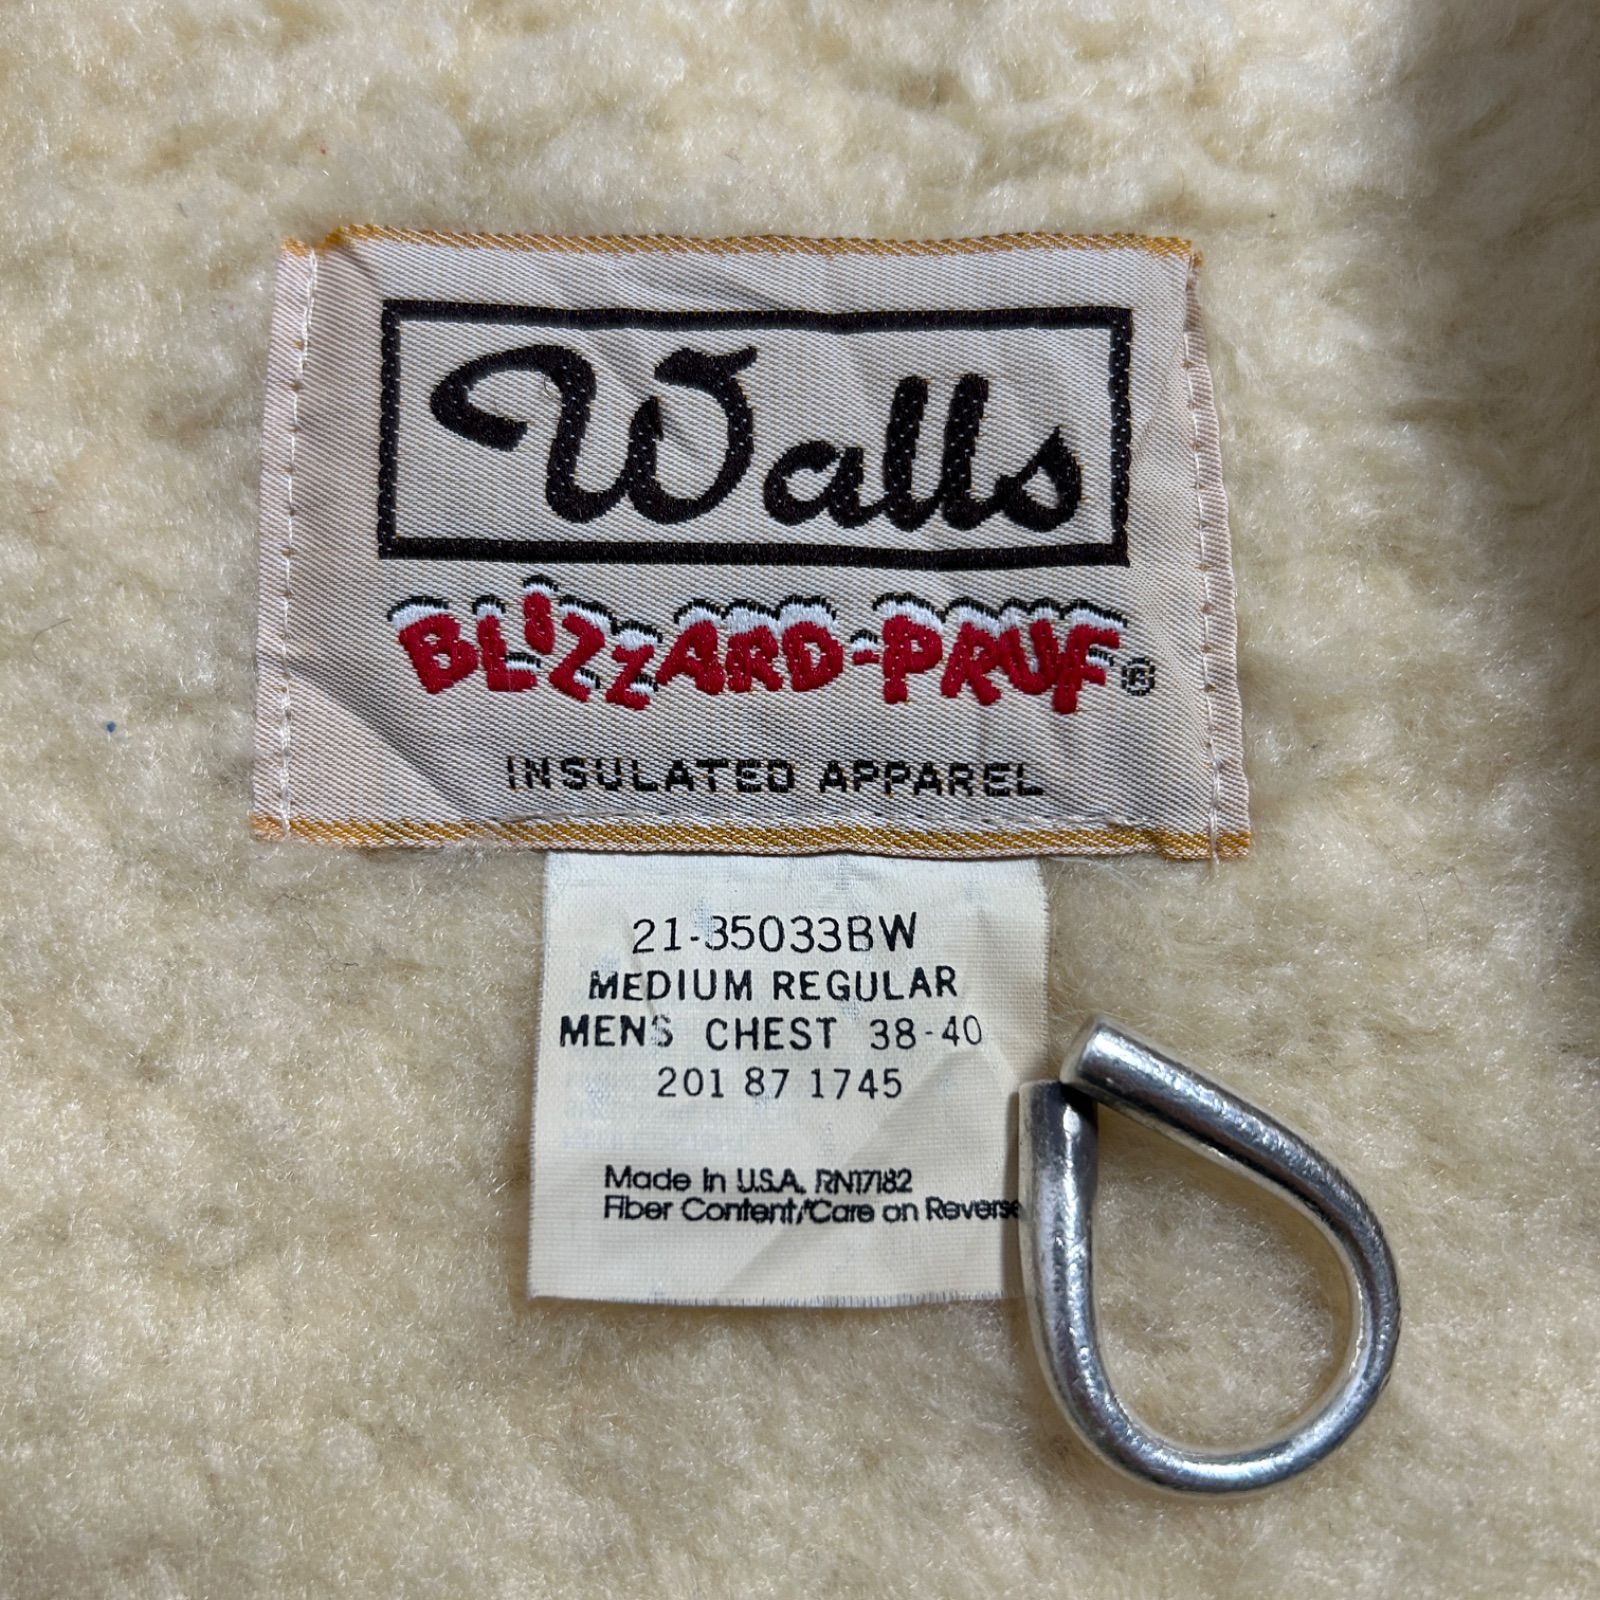 Walls
BLIZZARD-PRUF®
INSULATED APPAREL
21-35033BW
MEDIUM REGULAR
MENS CHEST 38-40
201 87 1745
Made In U.S.A. RN17182
Fiber Content/Care on Reverse